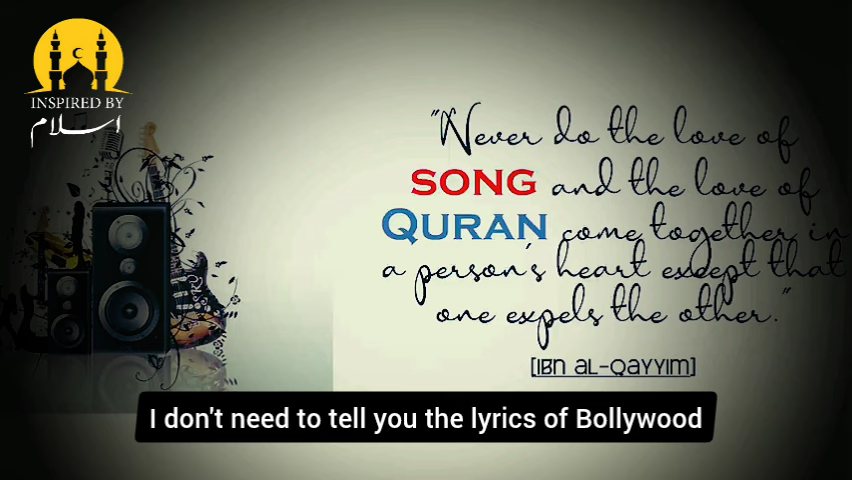 INSPIRED BY
اسلام
"Never do the love of
SONG and the love of
QURAN come together in
a person's heart except that
one expels the other."
[IBN AL-QAYYIM]
I don't need to tell you the lyrics of Bollywood